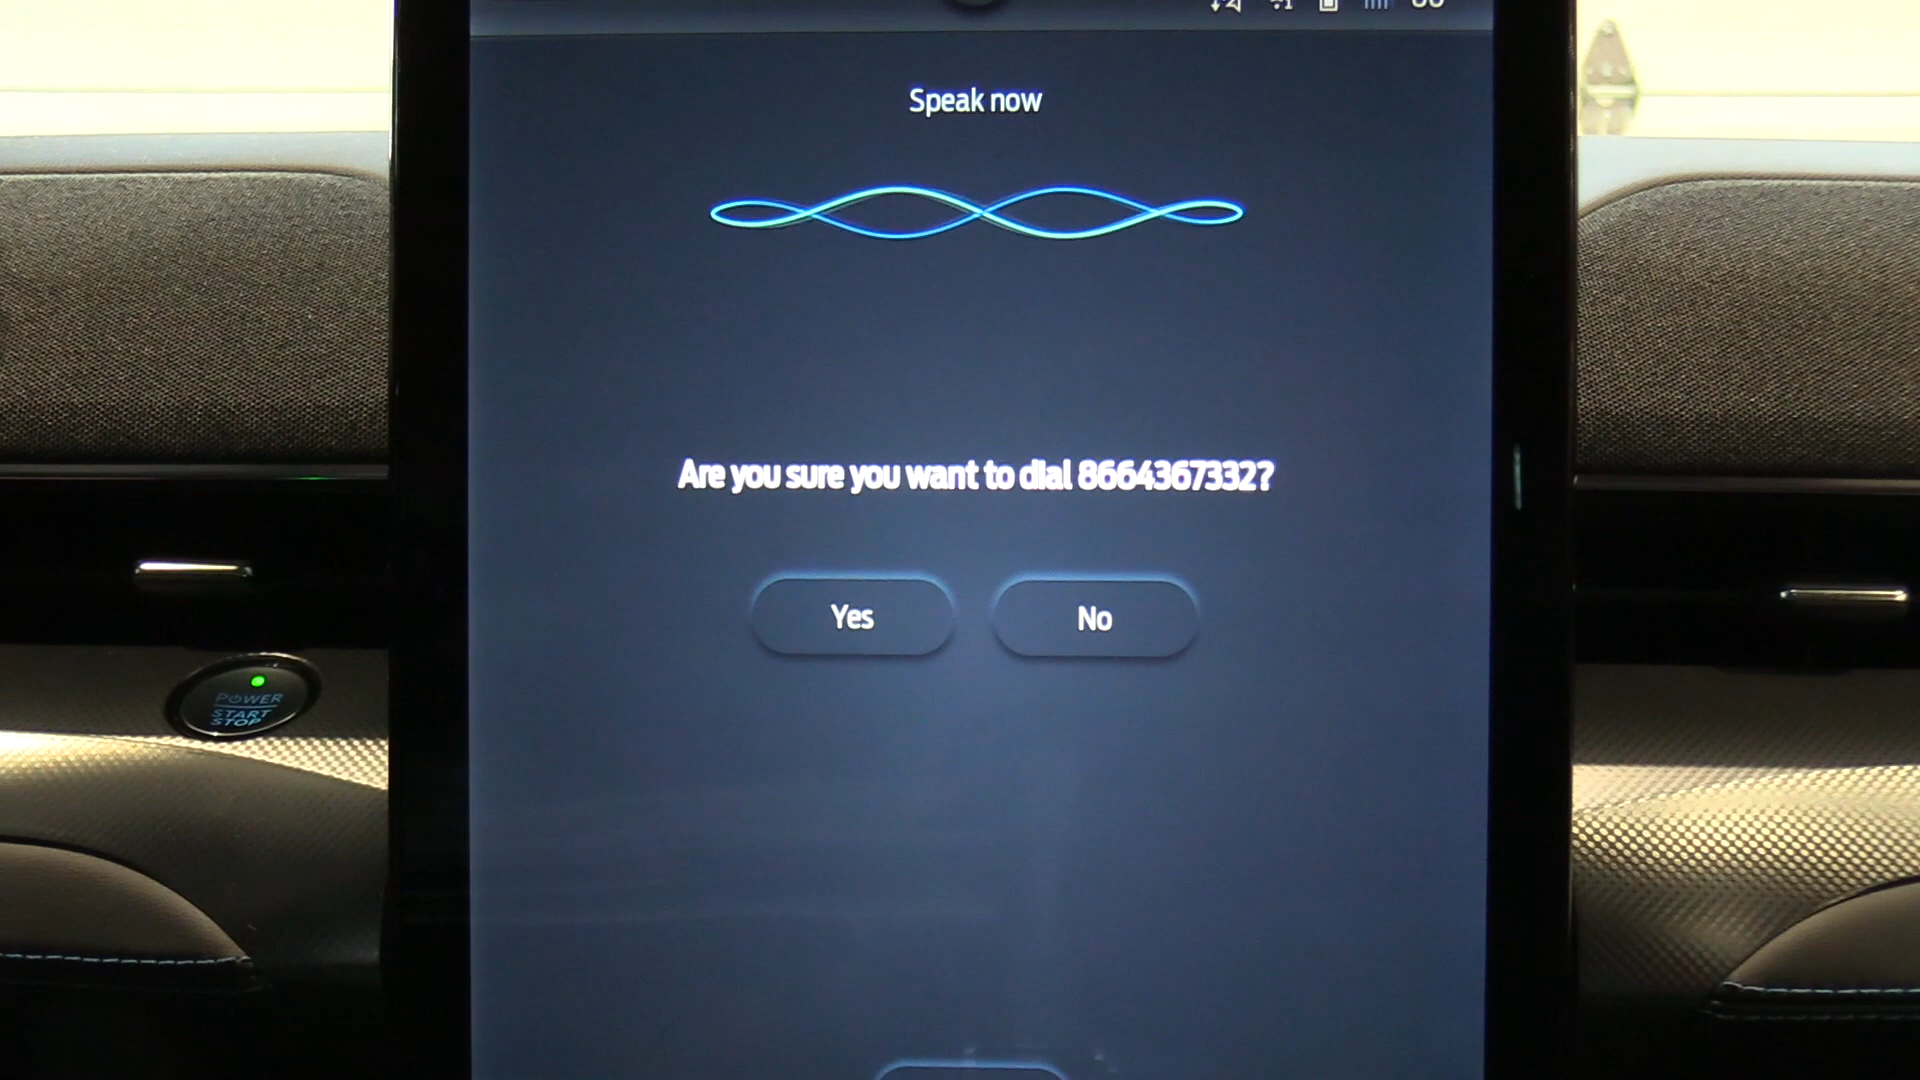 Speak now
Are you sure you want to dial 8664367332?
Yes
No
POWER
START
STOP